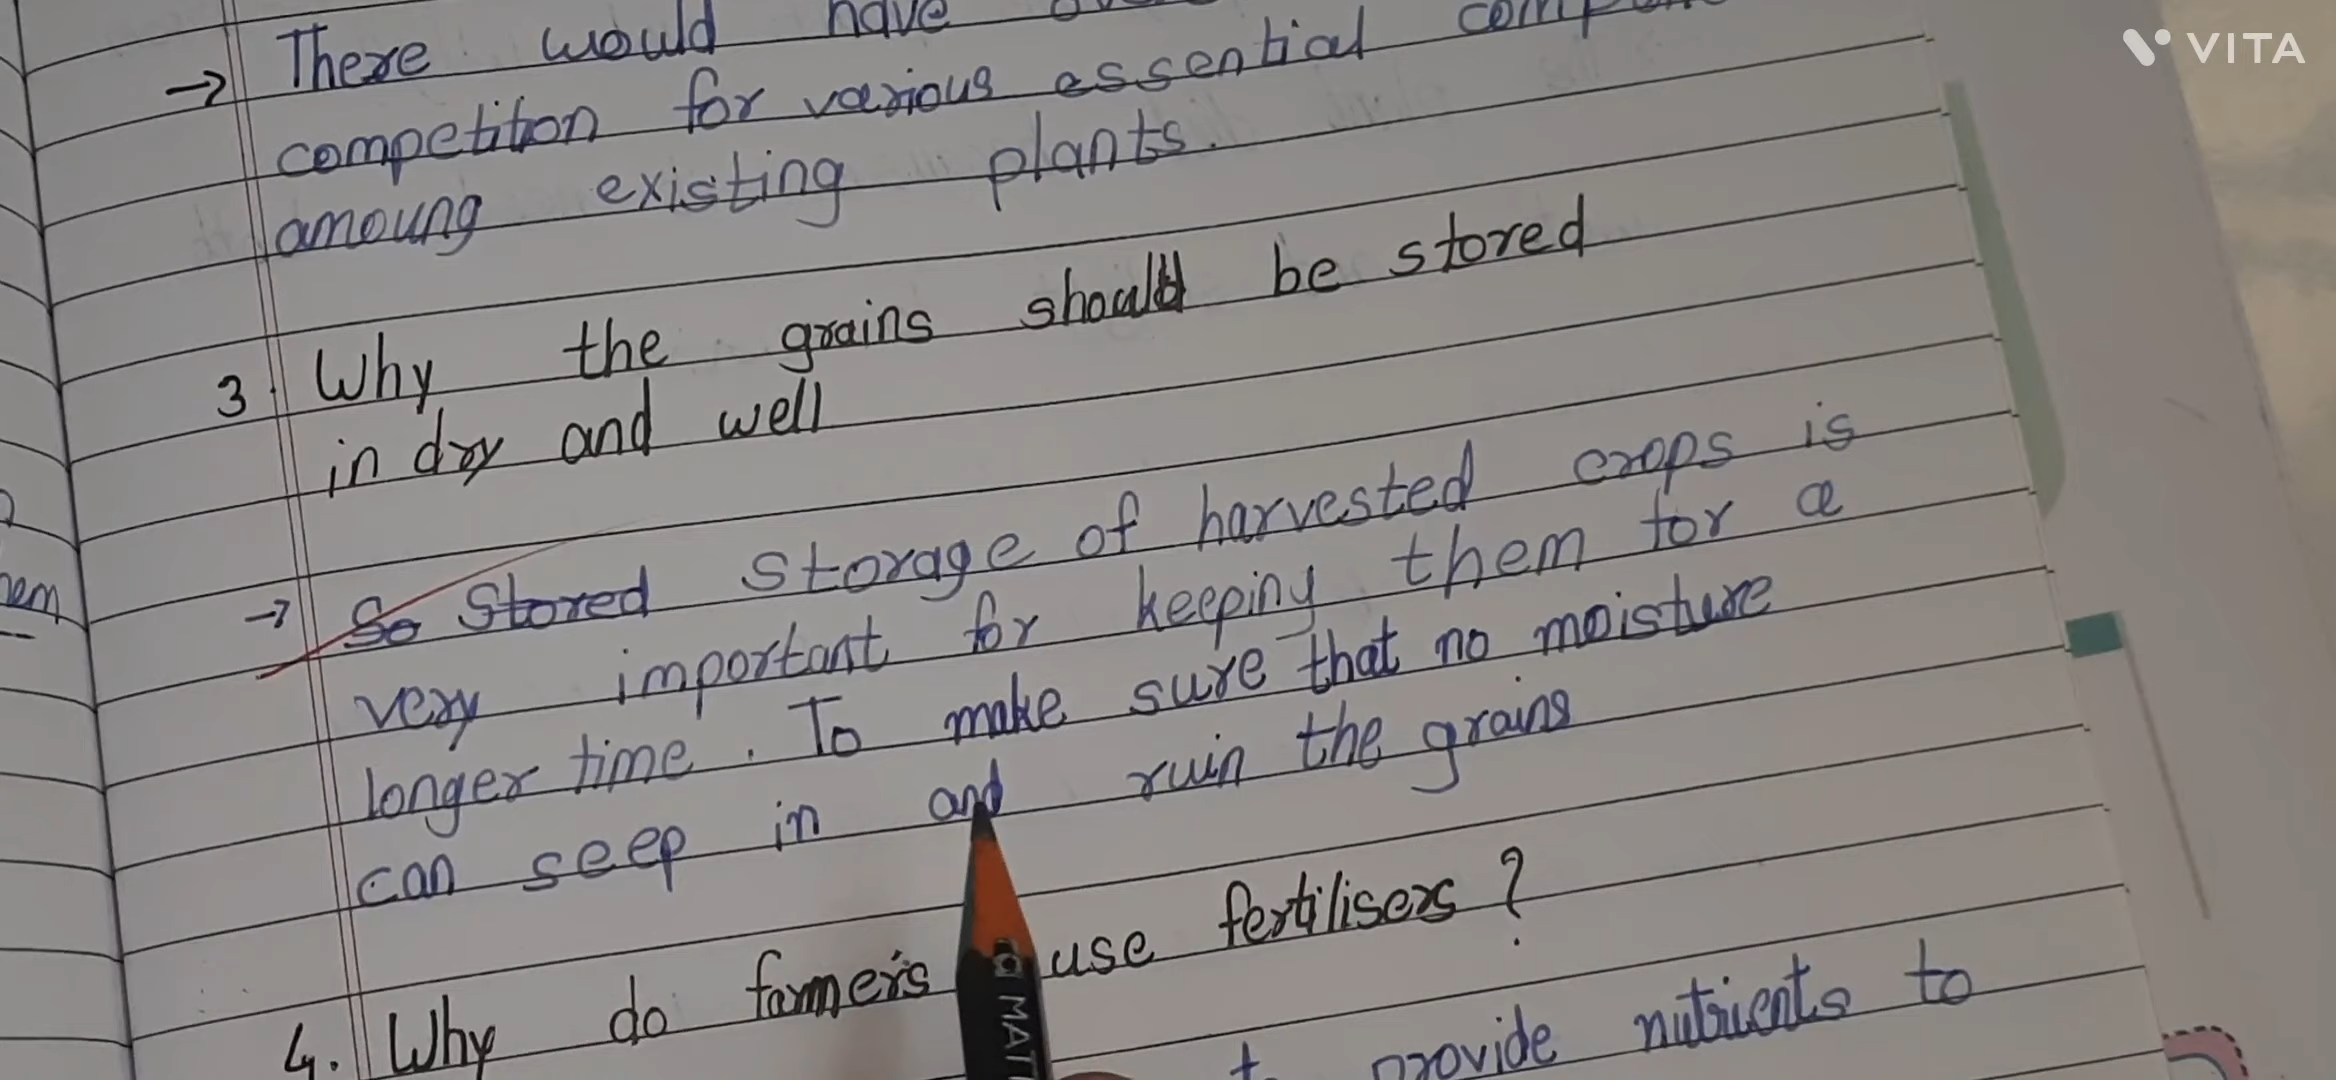 There would have
VITA
competition for various essential
amoung existing plants.
3. Why the grains should be stored
in dry and well
→ So Stored Storage of harvested crops is
very important for keeping them for a
longer time. To make sure that no moisture
can seep in and ruin the grains
4. Why do farmers use fertilisers?
provide nutrients to
MAT